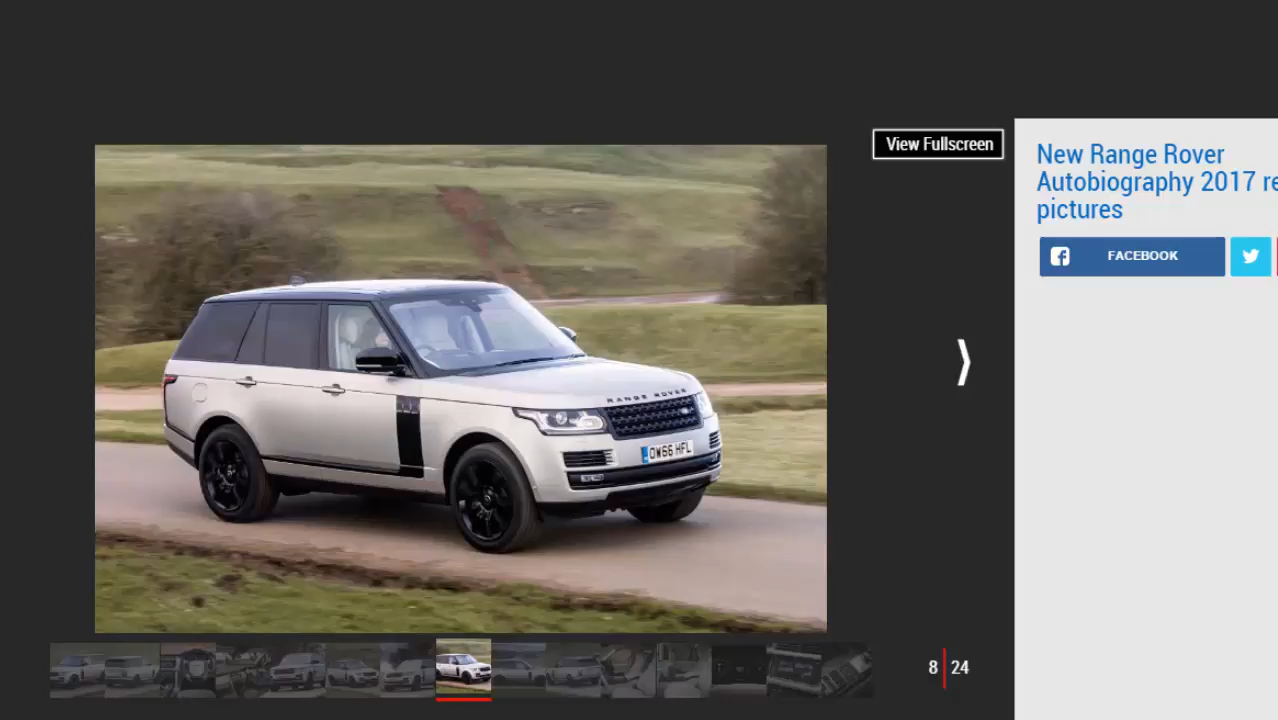 View Fullscreen
New Range Rover
Autobiography 2017 re
pictures
FACEBOOK
RANGE ROVER
OW66 HFL
8 24